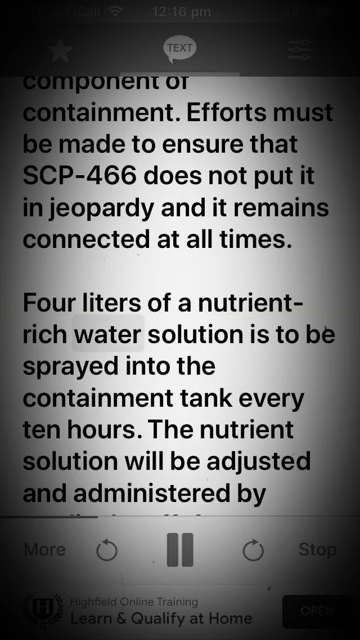 12:16 pm
TEXT
component of
containment. Efforts must
be made to ensure that
SCP-466 does not put it
in jeopardy and it remains
connected at all times.
Four liters of a nutrient-
rich water solution is to be
sprayed into the
containment tank every
ten hours. The nutrient
solution will be adjusted
and administered by
More
Stop
Highfield Online Training
Learn & Qualify at Home
OPEN